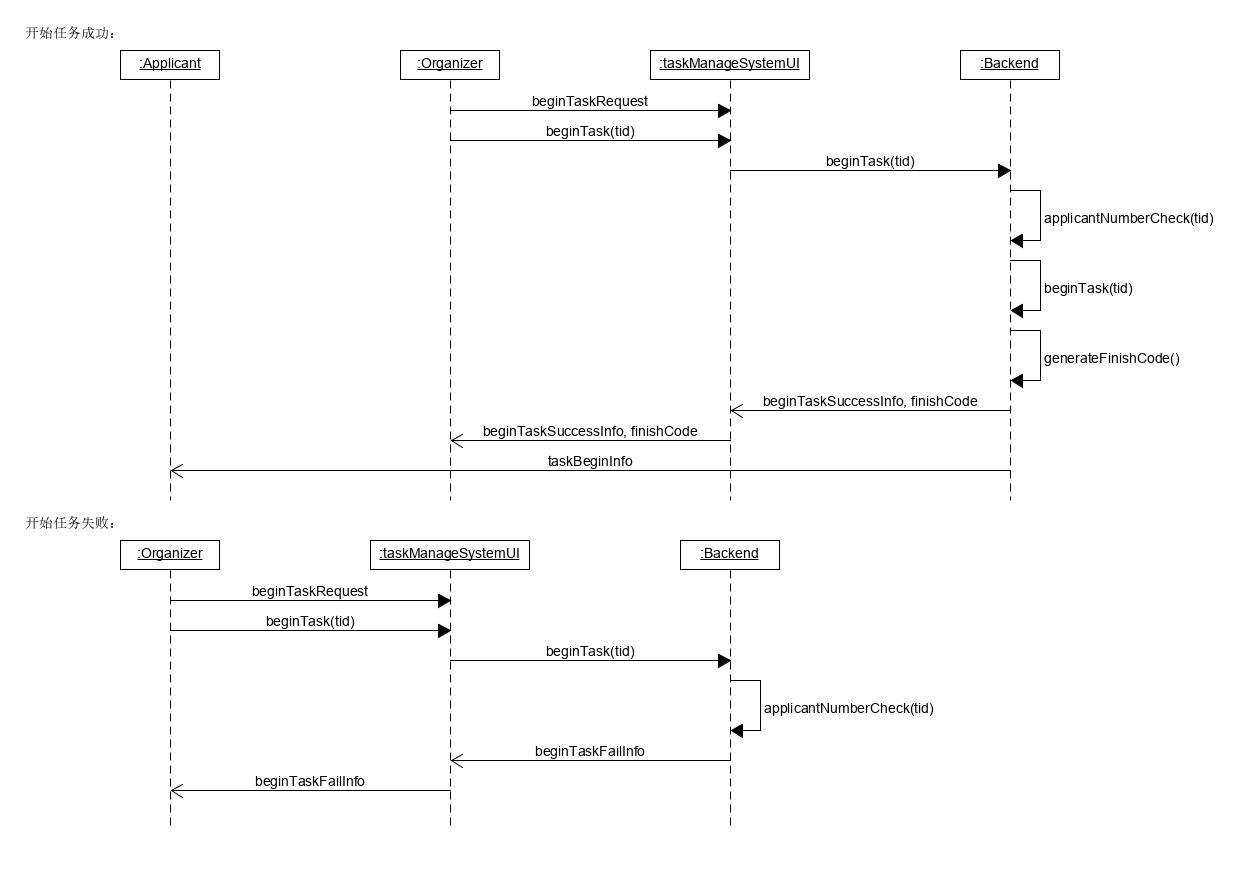 开始任务成功：
:Applicant
:Organizer
:taskManageSystemUI
:Backend
beginTaskRequest
beginTask(tid)
beginTask(tid)
applicantNumberCheck(tid)
beginTask(tid)
generateFinishCode()
beginTaskSuccessInfo, finishCode
beginTaskSuccessInfo, finishCode
taskBeginInfo
开始任务失败：
:Organizer
:taskManageSystemUI
:Backend
beginTaskRequest
beginTask(tid)
beginTask(tid)
applicantNumberCheck(tid)
beginTaskFailInfo
beginTaskFailInfo